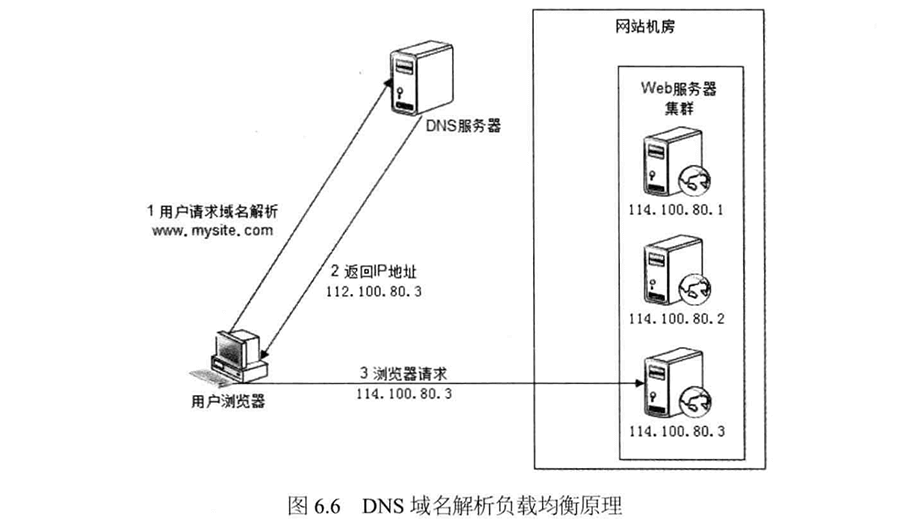 网站机房
Web服务器
集群
DNS服务器
114.100.80.1
1 用户请求域名解析
www.mysite.com
2 返回IP地址
112.100.80.3
114.100.80.2
3 浏览器请求
114.100.80.3
用户浏览器
114.100.80.3
图 6.6 DNS 域名解析负载均衡原理